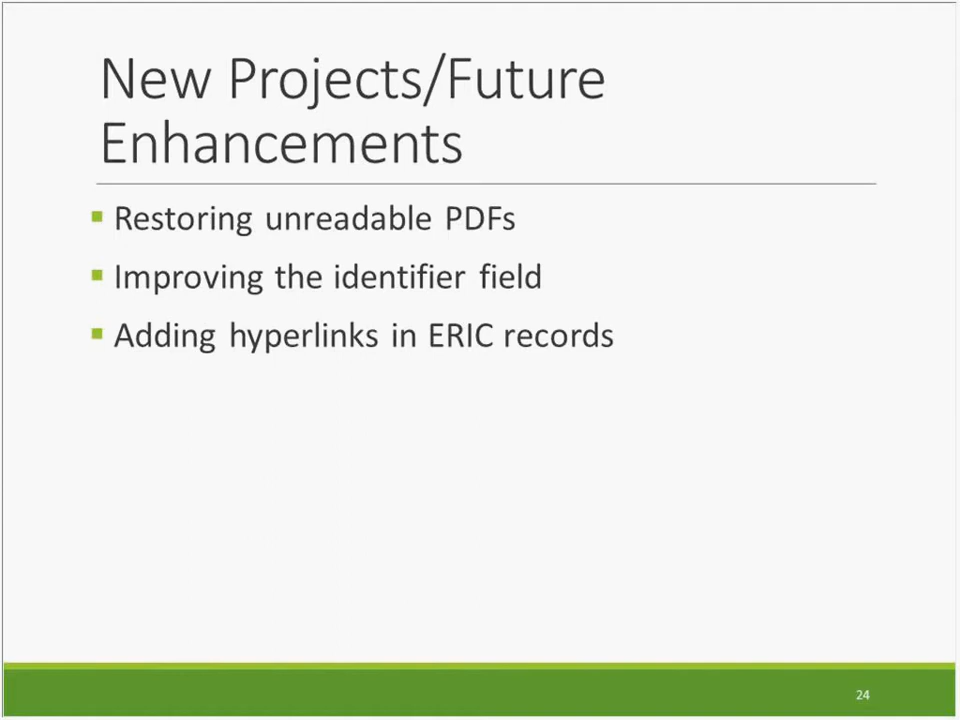 New Projects/Future
Enhancements
Restoring unreadable PDFs
Improving the identifier field
Adding hyperlinks in ERIC records
24